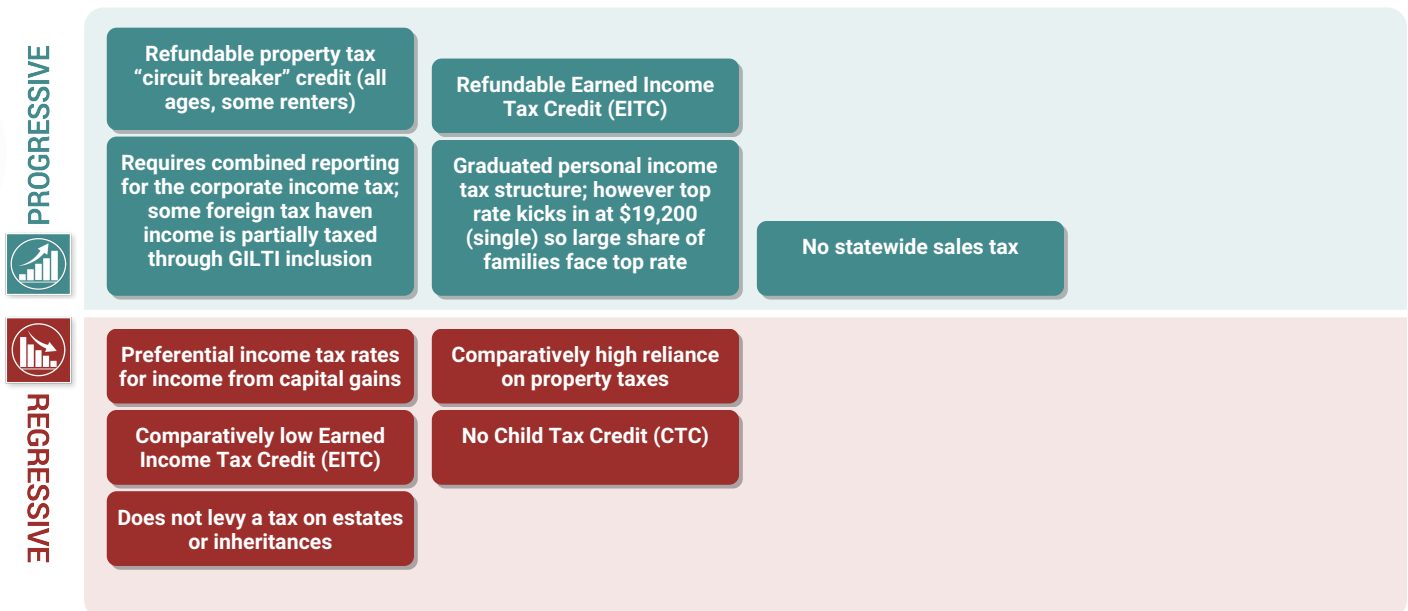 PROGRESSIVE
Refundable property tax
“circuit breaker” credit (all
ages, some renters)
Refundable Earned Income
Tax Credit (EITC)
Requires combined reporting
for the corporate income tax;
some foreign tax haven
income is partially taxed
through GILTI inclusion
Graduated personal income
tax structure; however top
rate kicks in at $19,200
(single) so large share of
families face top rate
No statewide sales tax
REGRESSIVE
Preferential income tax rates
for income from capital gains
Comparatively high reliance
on property taxes
Comparatively low Earned
Income Tax Credit (EITC)
No Child Tax Credit (CTC)
Does not levy a tax on estates
or inheritances